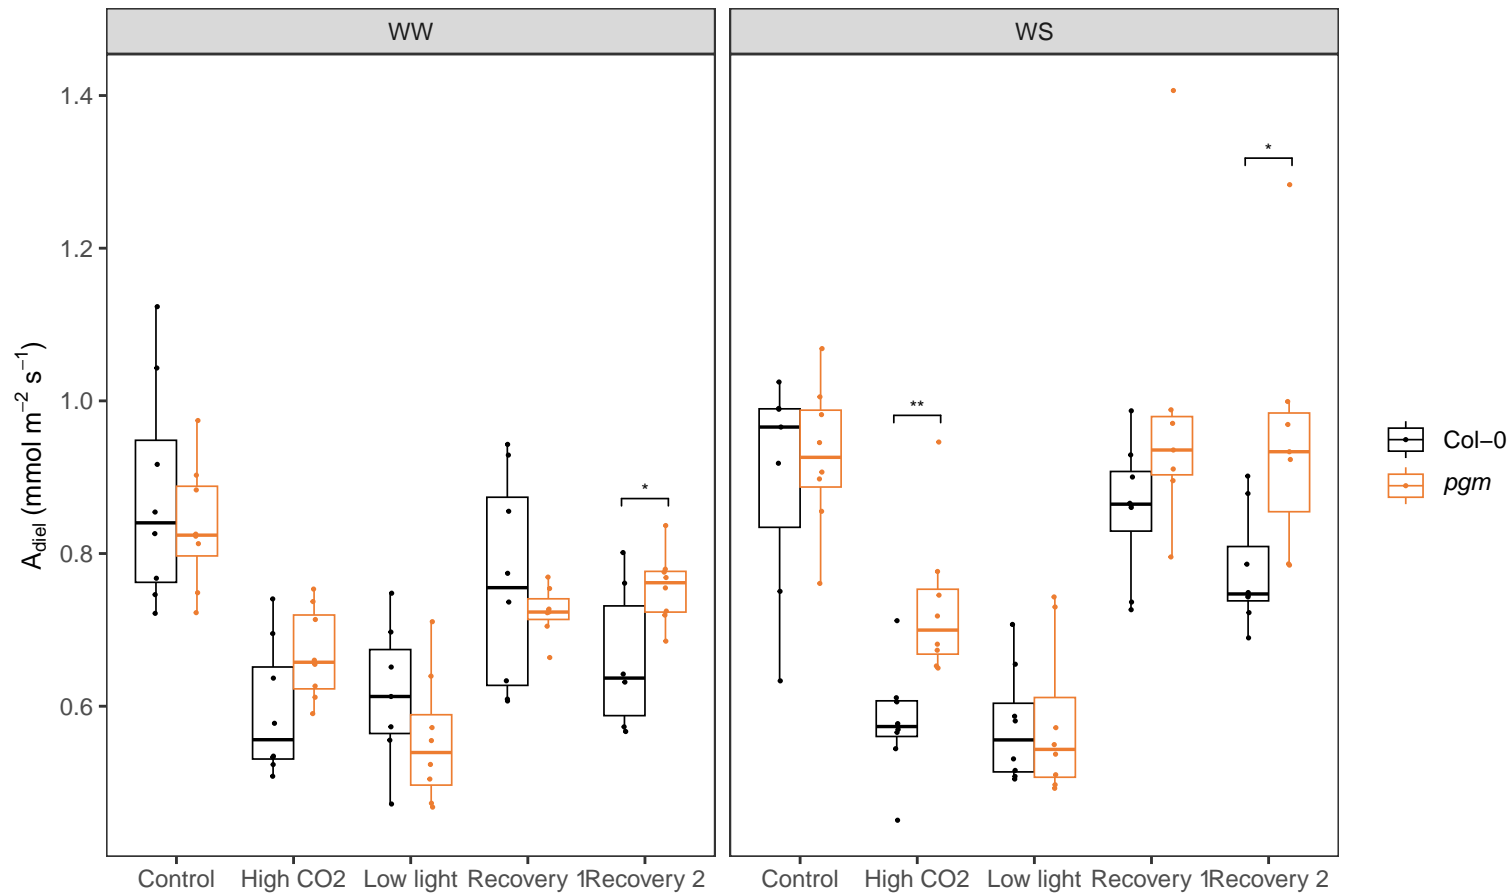 WW
WS
1.4
1.2
1.0
0.8
0.6
A_diel (mmol m⁻² s⁻¹)
*
**
*
Control High CO2 Low light Recovery 1 Recovery 2
Control High CO2 Low light Recovery 1 Recovery 2
Col−0
pgm